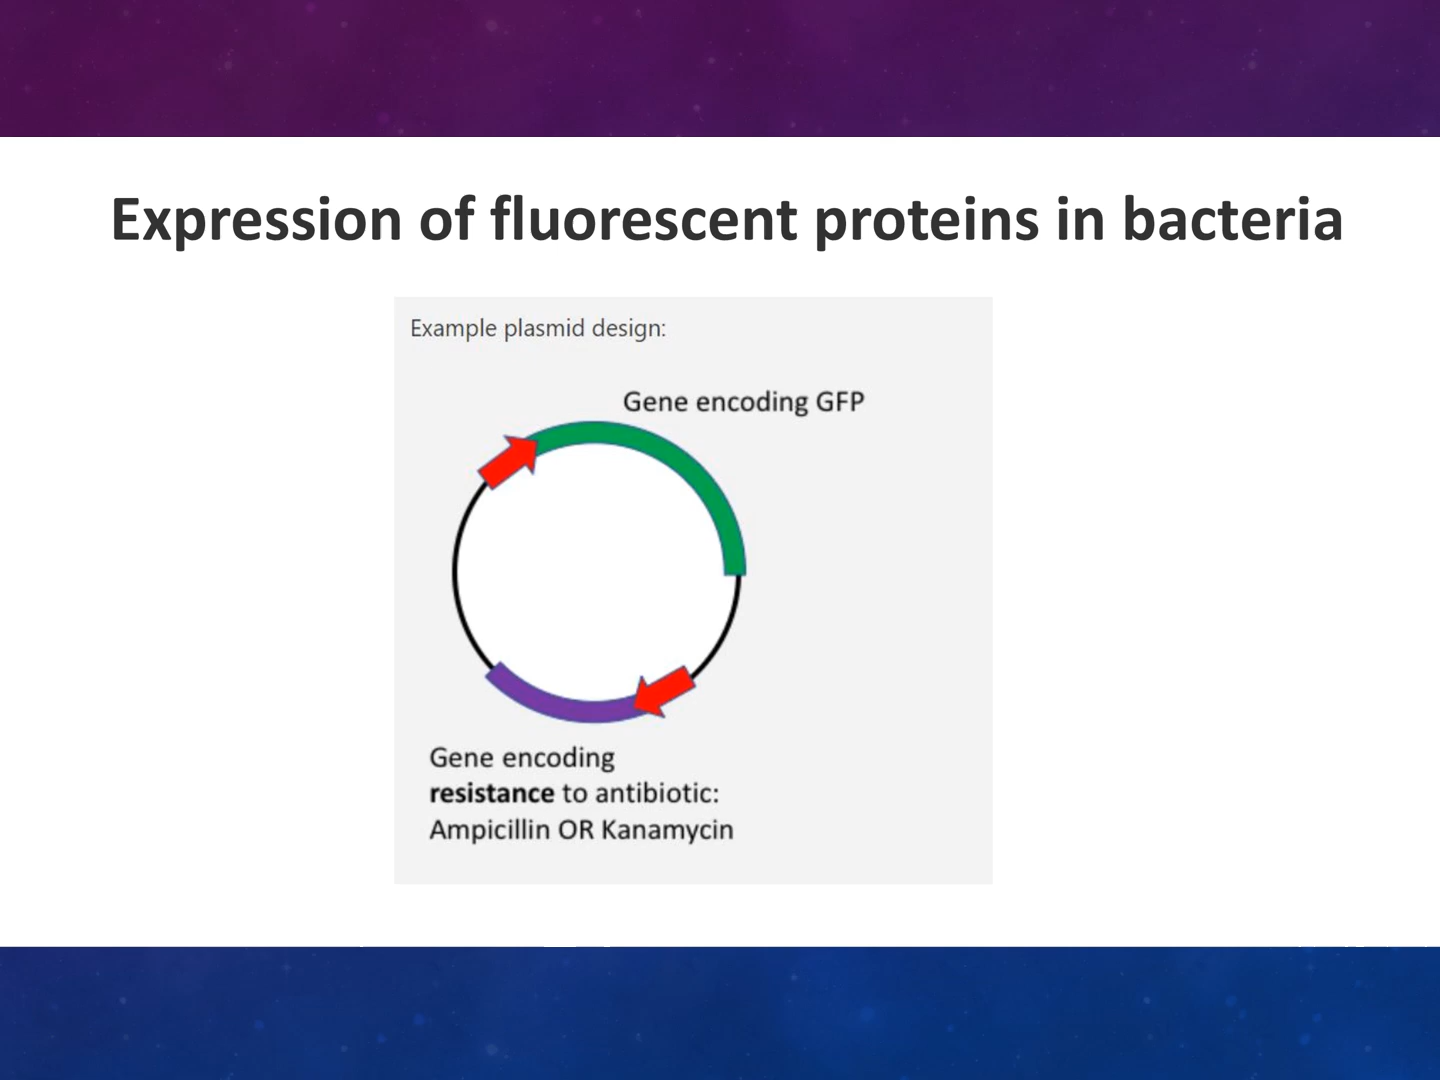 Expression of fluorescent proteins in bacteria
Example plasmid design:
Gene encoding GFP
Gene encoding
resistance to antibiotic:
Ampicillin OR Kanamycin